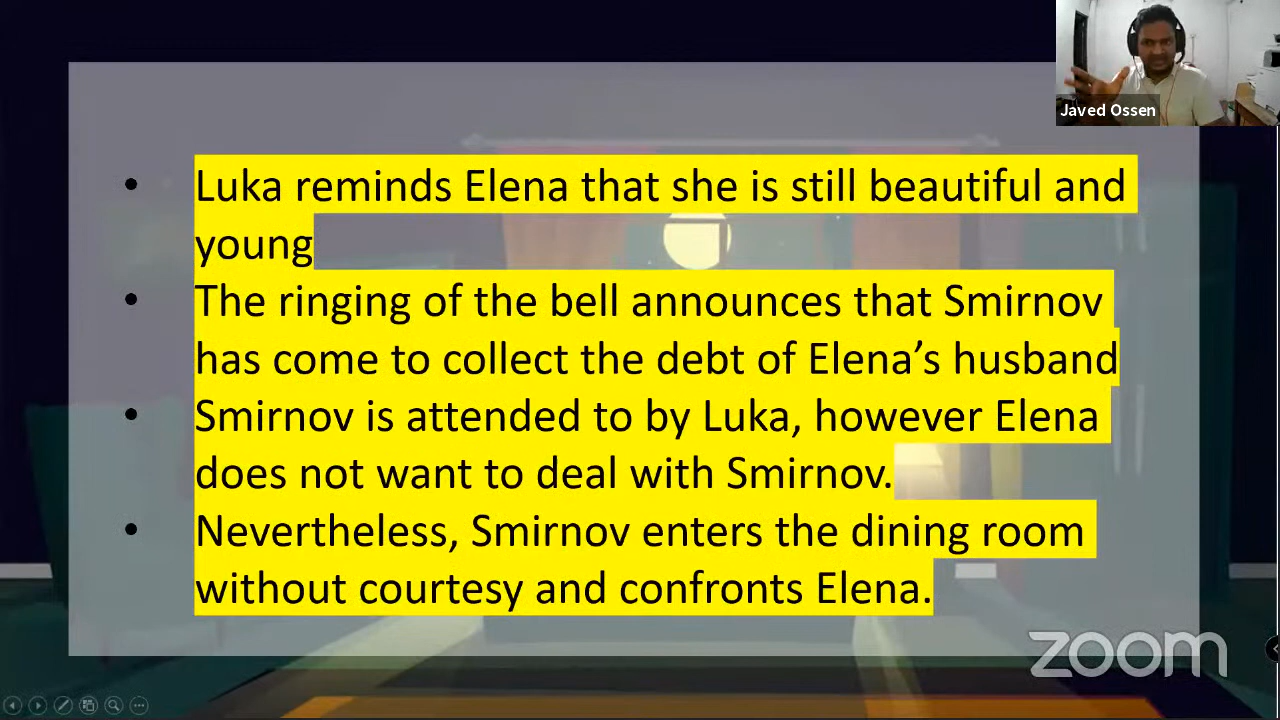 Javed Ossen
• Luka reminds Elena that she is still beautiful and
young
• The ringing of the bell announces that Smirnov
has come to collect the debt of Elena’s husband
• Smirnov is attended to by Luka, however Elena
does not want to deal with Smirnov.
• Nevertheless, Smirnov enters the dining room
without courtesy and confronts Elena.
zoom